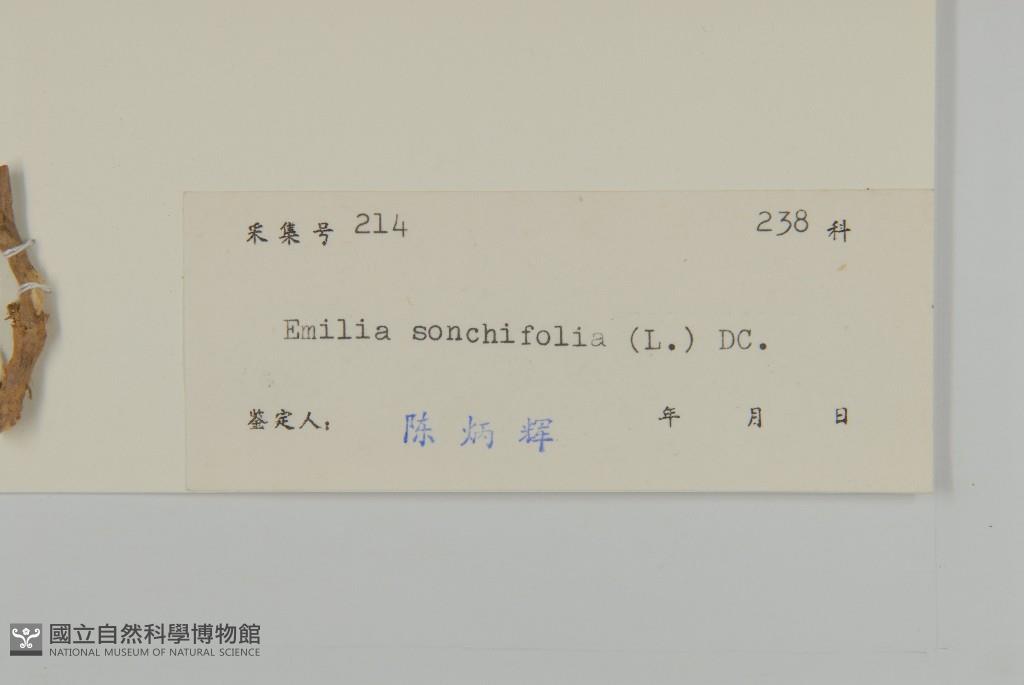 采集号 214 238 科
Emilia sonchifolia (L.) DC.
鉴定人: 陈炳辉 年 月 日
國立自然科學博物館
NATIONAL MUSEUM OF NATURAL SCIENCE